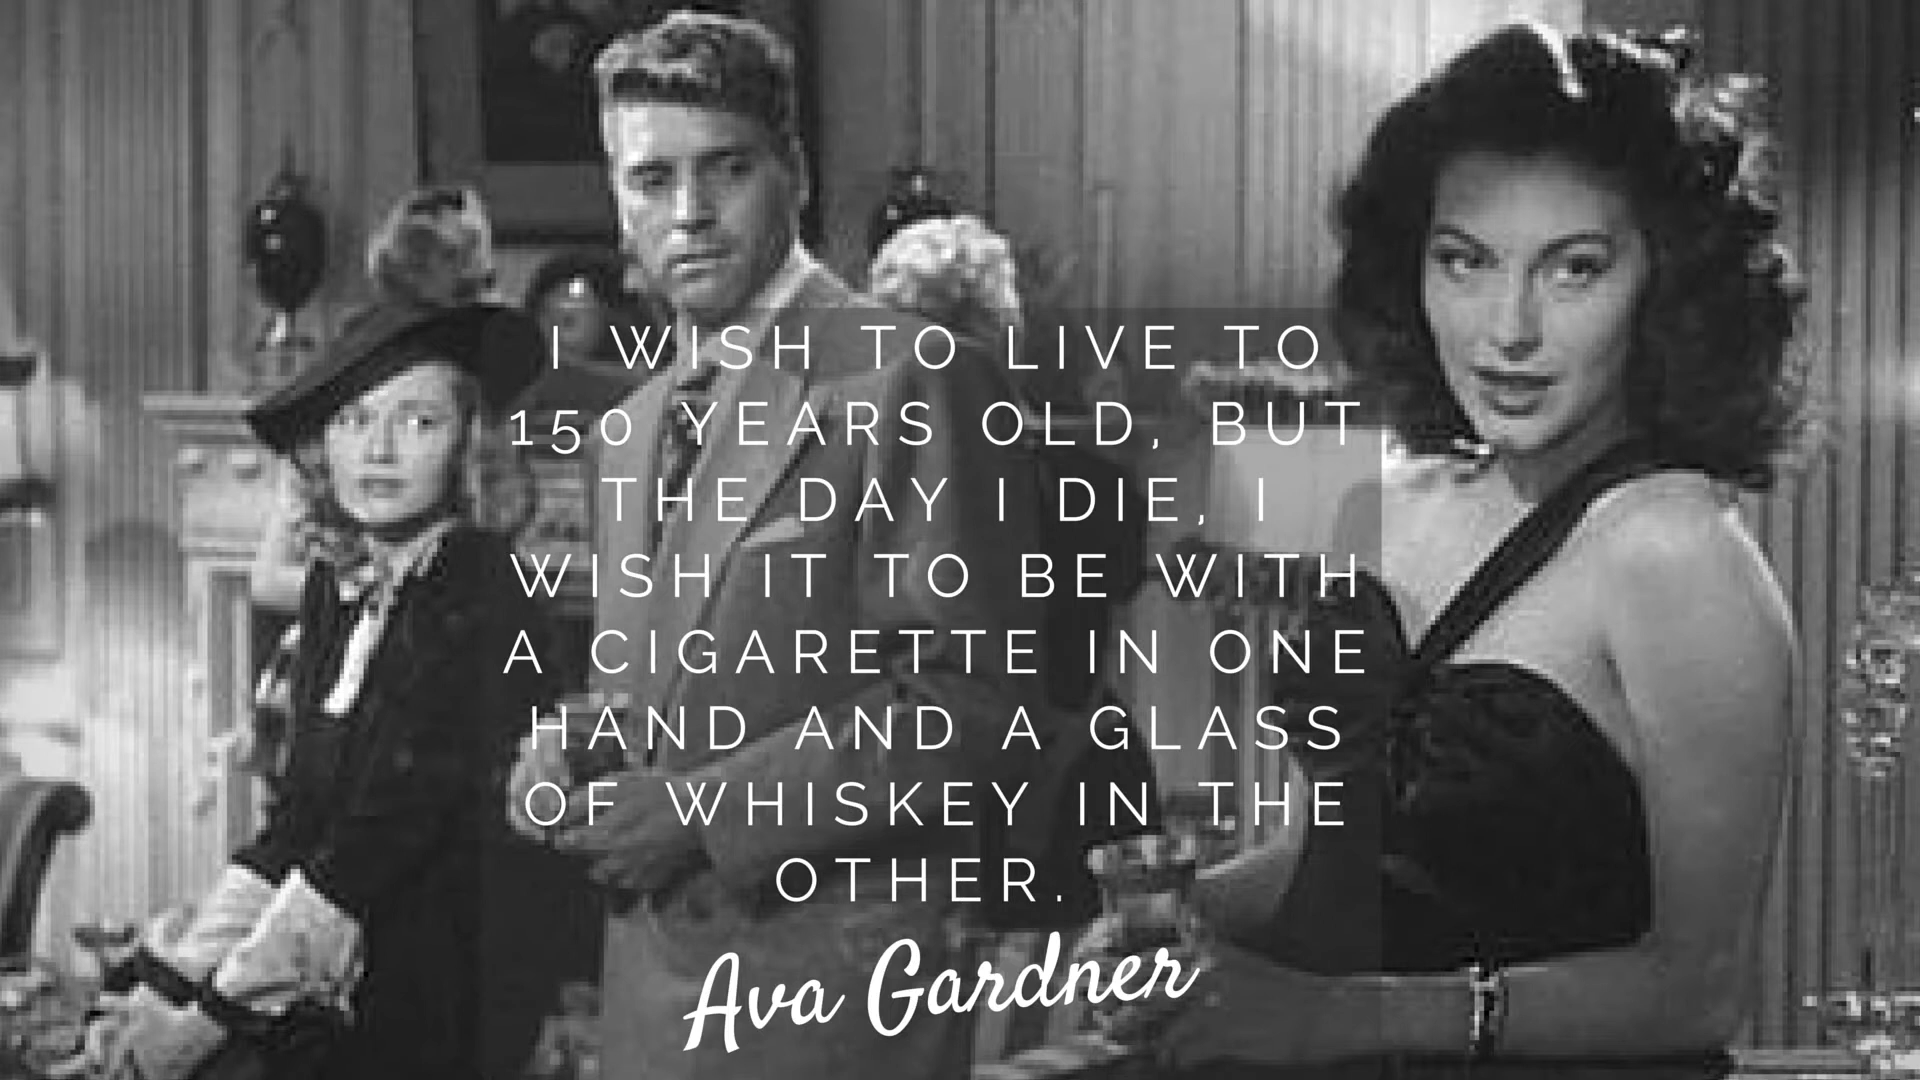 I WISH TO LIVE TO
150 YEARS OLD, BUT
THE DAY I DIE, I
WISH IT TO BE WITH
A CIGARETTE IN ONE
HAND AND A GLASS
OF WHISKEY IN THE
OTHER.
Ava Gardner